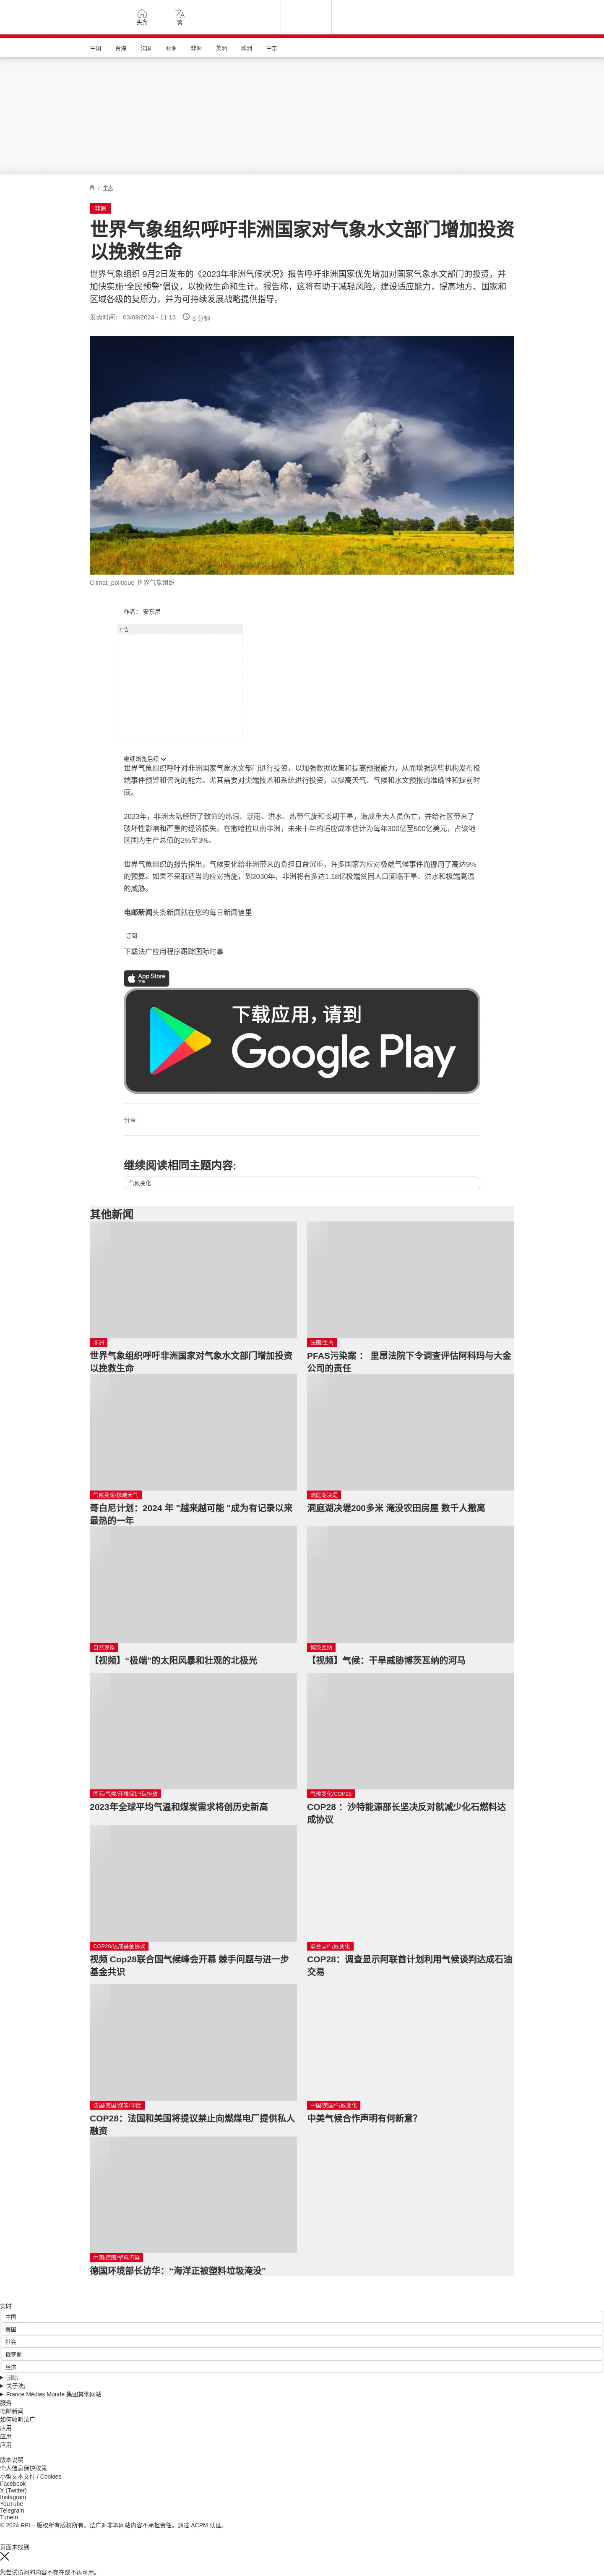 头条
繁
中国
台海
法国
亚洲
非洲
美洲
欧洲
中东
/ 生态
非洲
世界气象组织呼吁非洲国家对气象水文部门增加投资
以挽救生命
世界气象组织 9月2日发布的《2023年非洲气候状况》报告呼吁非洲国家优先增加对国家气象水文部门的投资，并
加快实施“全民预警”倡议，以挽救生命和生计。报告称，这将有助于减轻风险，建设适应能力，提高地方、国家和
区域各级的复原力，并为可持续发展战略提供指导。
发表时间： 03/09/2024 - 11:13
3 分钟
Climat_politique 世界气象组织
作者： 安东尼
广告
继续浏览后续
世界气象组织呼吁对非洲国家气象水文部门进行投资，以加强数据收集和提高预报能力，从而增强这些机构发布极
端事件预警和咨询的能力。尤其需要对尖端技术和系统进行投资，以提高天气、气候和水文预报的准确性和提前时
间。
2023年，非洲大陆经历了致命的热浪、暴雨、洪水、热带气旋和长期干旱，造成重大人员伤亡，并给社区带来了
破坏性影响和严重的经济损失。在撒哈拉以南非洲，未来十年的适应成本估计为每年300亿至500亿美元，占该地
区国内生产总值的2%至3%。
世界气象组织的报告指出，气候变化给非洲带来的负担日益沉重，许多国家为应对极端气候事件而挪用了高达9%
的预算。如果不采取适当的应对措施，到2030年，非洲将有多达1.18亿极端贫困人口面临干旱、洪水和极端高温
的威胁。
电邮新闻头条新闻就在您的每日新闻信里
订阅
下载法广应用程序跟踪国际时事
App Store
下载
下载应用，请到
Google Play
分享 :
继续阅读相同主题内容:
气候变化
其他新闻
非洲
世界气象组织呼吁非洲国家对气象水文部门增加投资
以挽救生命
法国/生态
PFAS污染案 ： 里昂法院下令调查评估阿科玛与大金
公司的责任
气候变暖/极端天气
哥白尼计划：2024 年 "越来越可能 "成为有记录以来
最热的一年
洞庭湖决堤
洞庭湖决堤200多米 淹没农田房屋 数千人撤离
自然现象
【视频】“极端”的太阳风暴和壮观的北极光
博茨瓦纳
【视频】气候：干旱威胁博茨瓦纳的河马
国际/气候/环境保护/碳排放
2023年全球平均气温和煤炭需求将创历史新高
气候变化/COP28
COP28 ：沙特能源部长坚决反对就减少化石燃料达
成协议
COP28/达成基金协议
视频 Cop28联合国气候峰会开幕 棘手问题与进一步
基金共识
联合国/气候变化
COP28：调查显示阿联酋计划利用气候谈判达成石油
交易
法国/美国/煤炭/印度
COP28：法国和美国将提议禁止向燃煤电厂提供私人
融资
中国/美国/气候变化
中美气候合作声明有何新意？
中国/德国/塑料污染
德国环境部长访华：“海洋正被塑料垃圾淹没”
实时
中国
美国
社会
俄罗斯
经济
国际
关于法广
France Médias Monde 集团其他网站
服务
电邮新闻
如何收听法广
应用
应用
应用
版本说明
个人信息保护政策
小型文本文件 / Cookies
Facebook
X (Twitter)
Instagram
YouTube
Telegram
TuneIn
© 2024 RFI – 版权所有版权所有。法广对非本网站内容不承担责任。通过 ACPM 认证。
页面未找到
您尝试访问的内容不存在或不再可用。